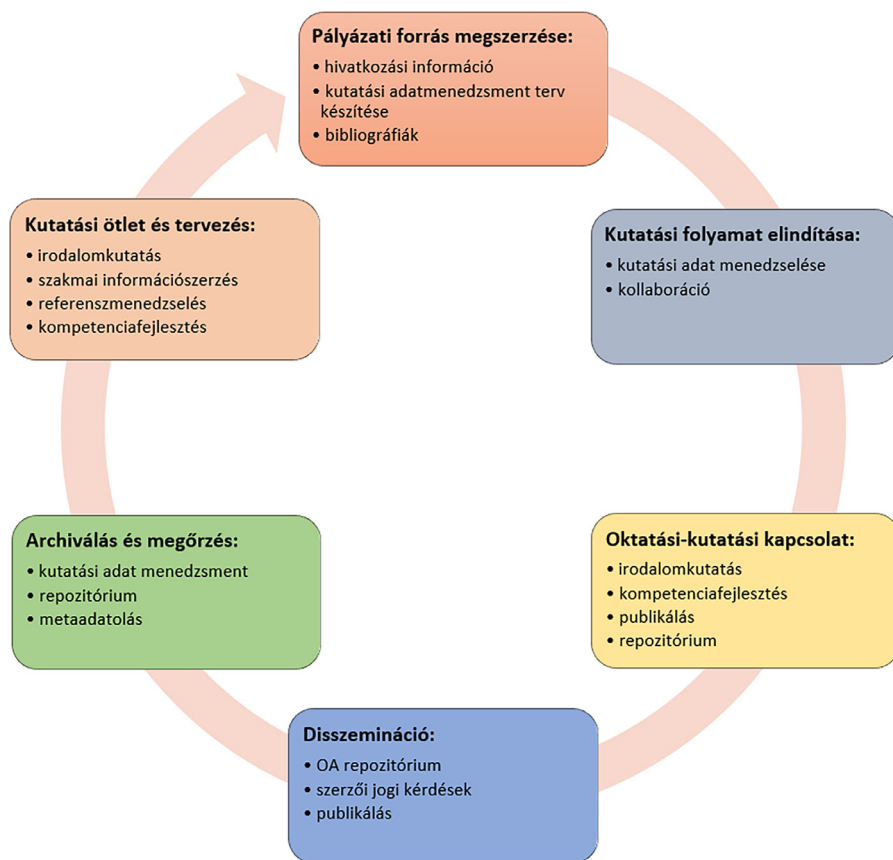 Pályázati forrás megszerzése:
• hivatkozási információ
• kutatási adatmenedzsment terv
készítése
• bibliográfiák
Kutatási folyamat elindítása:
• kutatási adat menedzselése
• kollaboráció
Oktatási-kutatási kapcsolat:
• irodalomkutatás
• kompetenciafejlesztés
• publikálás
• repozitórium
Disszemináció:
• OA repozitórium
• szerzői jogi kérdések
• publikálás
Archiválás és megőrzés:
• kutatási adat menedzsment
• repozitórium
• metaadatolás
Kutatási ötlet és tervezés:
• irodalomkutatás
• szakmai információszerzés
• referenszmenedzselés
• kompetenciafejlesztés